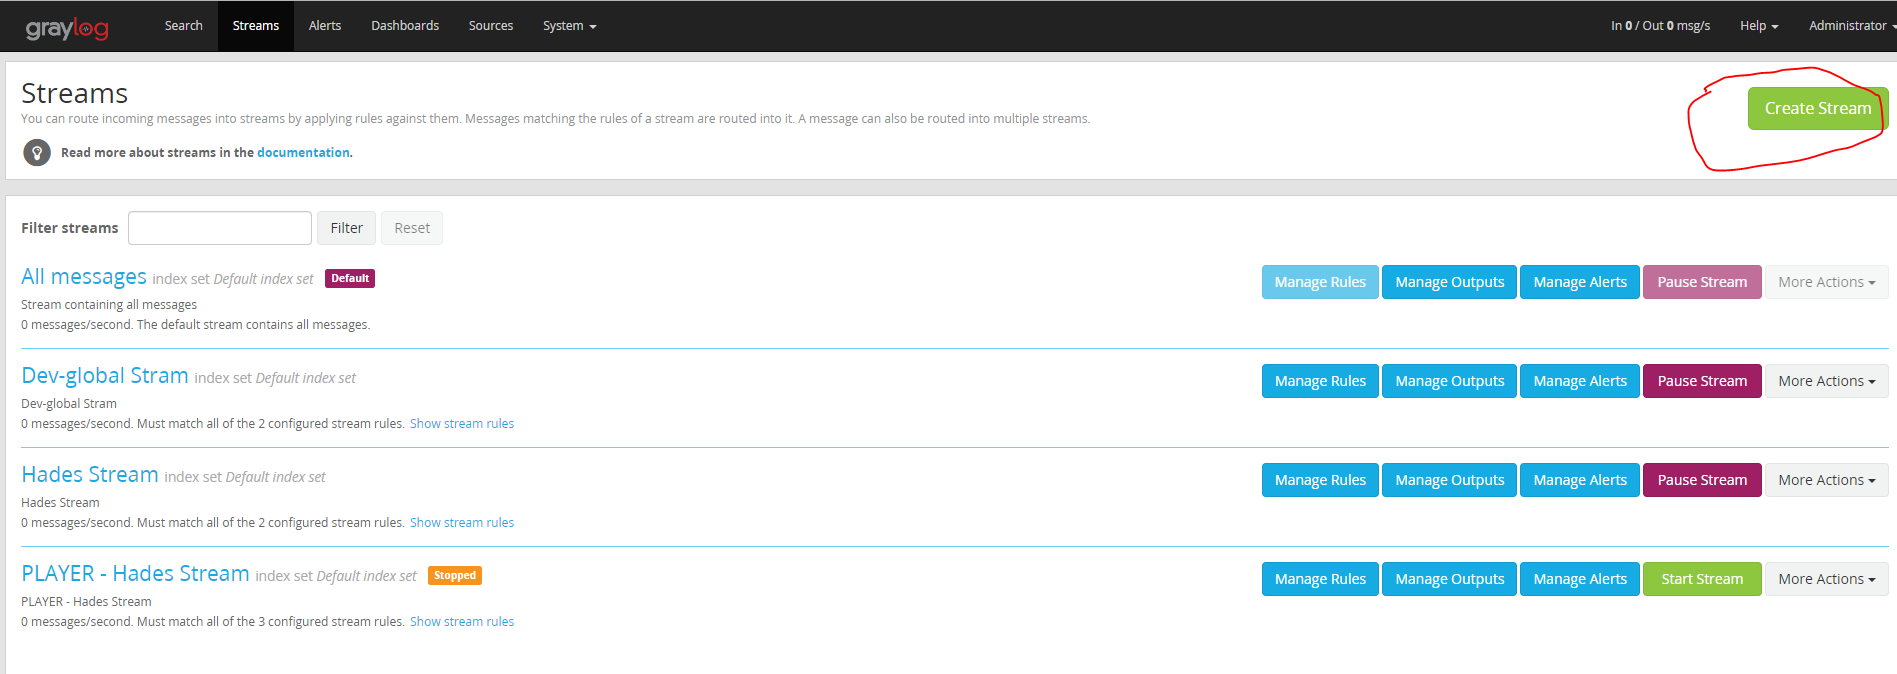 graylog Search Streams Alerts Dashboards Sources System In 0 / Out 0 msg/s Help Administrator
Streams
Create Stream
You can route incoming messages into streams by applying rules against them. Messages matching the rules of a stream are routed into it. A message can also be routed into multiple streams.
Read more about streams in the documentation.
Filter streams Filter Reset
All messages index set Default index set Default Manage Rules Manage Outputs Manage Alerts Pause Stream More Actions
Stream containing all messages
0 messages/second. The default stream contains all messages.
Dev-global Stram index set Default index set Manage Rules Manage Outputs Manage Alerts Pause Stream More Actions
Dev-global Stram
0 messages/second. Must match all of the 2 configured stream rules. Show stream rules
Hades Stream index set Default index set Manage Rules Manage Outputs Manage Alerts Pause Stream More Actions
Hades Stream
0 messages/second. Must match all of the 2 configured stream rules. Show stream rules
PLAYER - Hades Stream index set Default index set Stopped Manage Rules Manage Outputs Manage Alerts Start Stream More Actions
PLAYER - Hades Stream
0 messages/second. Must match all of the 3 configured stream rules. Show stream rules